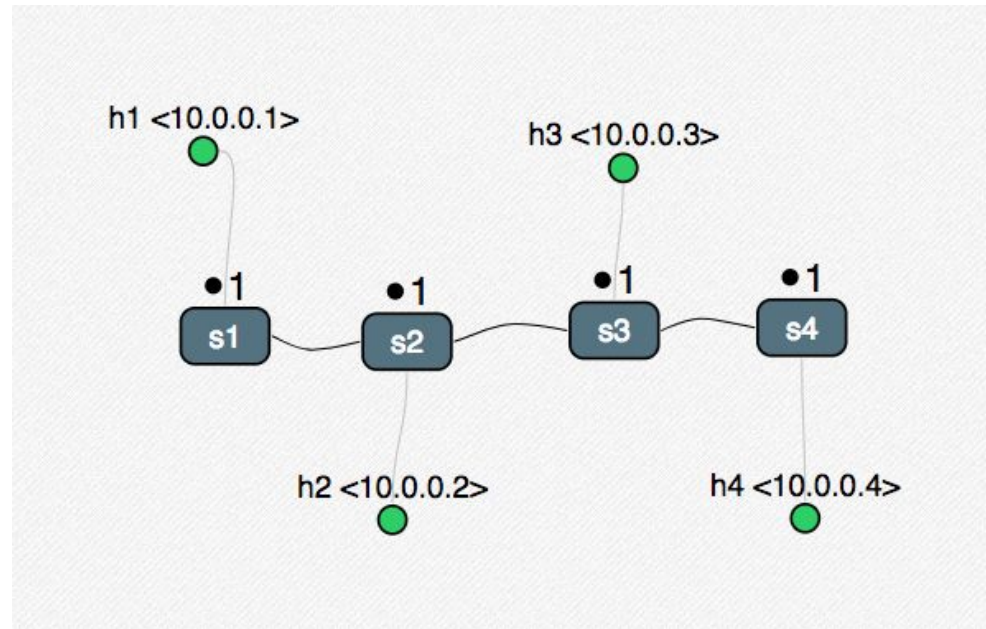 h1 <10.0.0.1>
h3 <10.0.0.3>
● 1
● 1
● 1
● 1
s1
s2
s3
s4
h2 <10.0.0.2>
h4 <10.0.0.4>